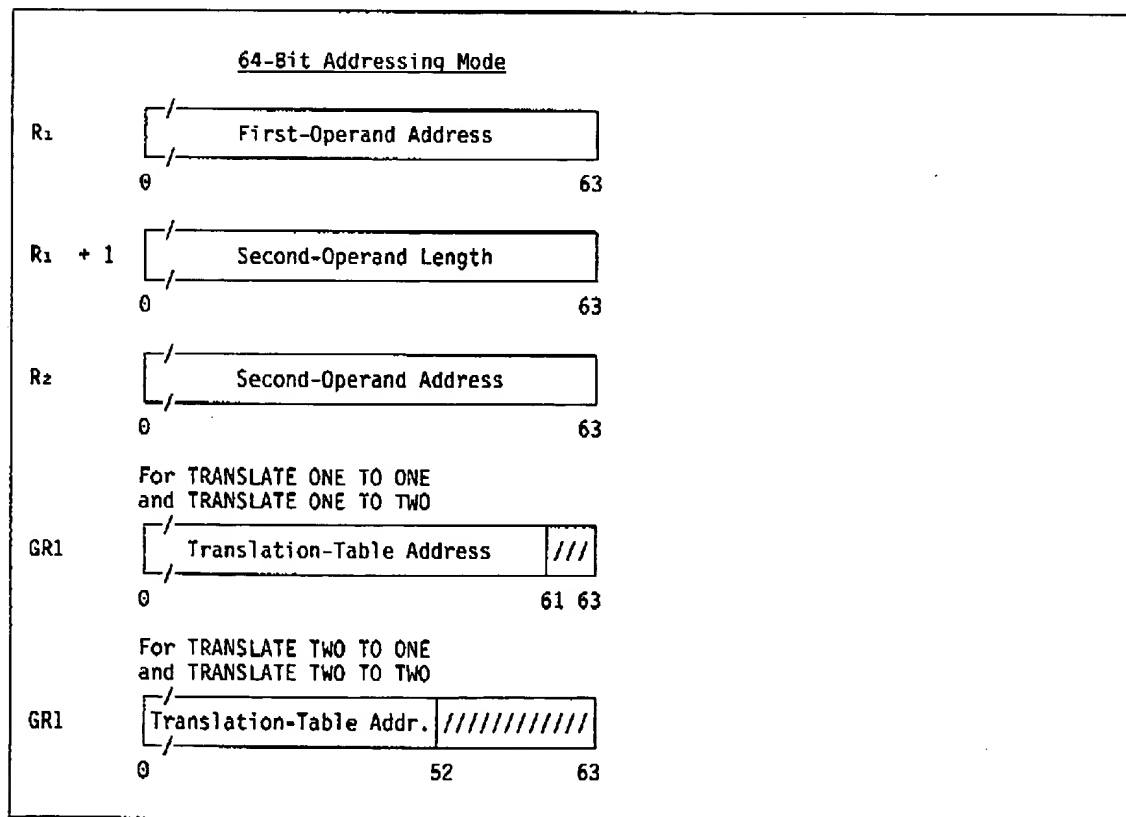 64-Bit Addressing Mode
R1 First-Operand Address
0 63
R1 + 1 Second-Operand Length
0 63
R2 Second-Operand Address
0 63
For TRANSLATE ONE TO ONE
and TRANSLATE ONE TO TWO
GR1 Translation-Table Address ///
0 61 63
For TRANSLATE TWO TO ONE
and TRANSLATE TWO TO TWO
GR1 Translation-Table Addr. ////////////
0 52 63